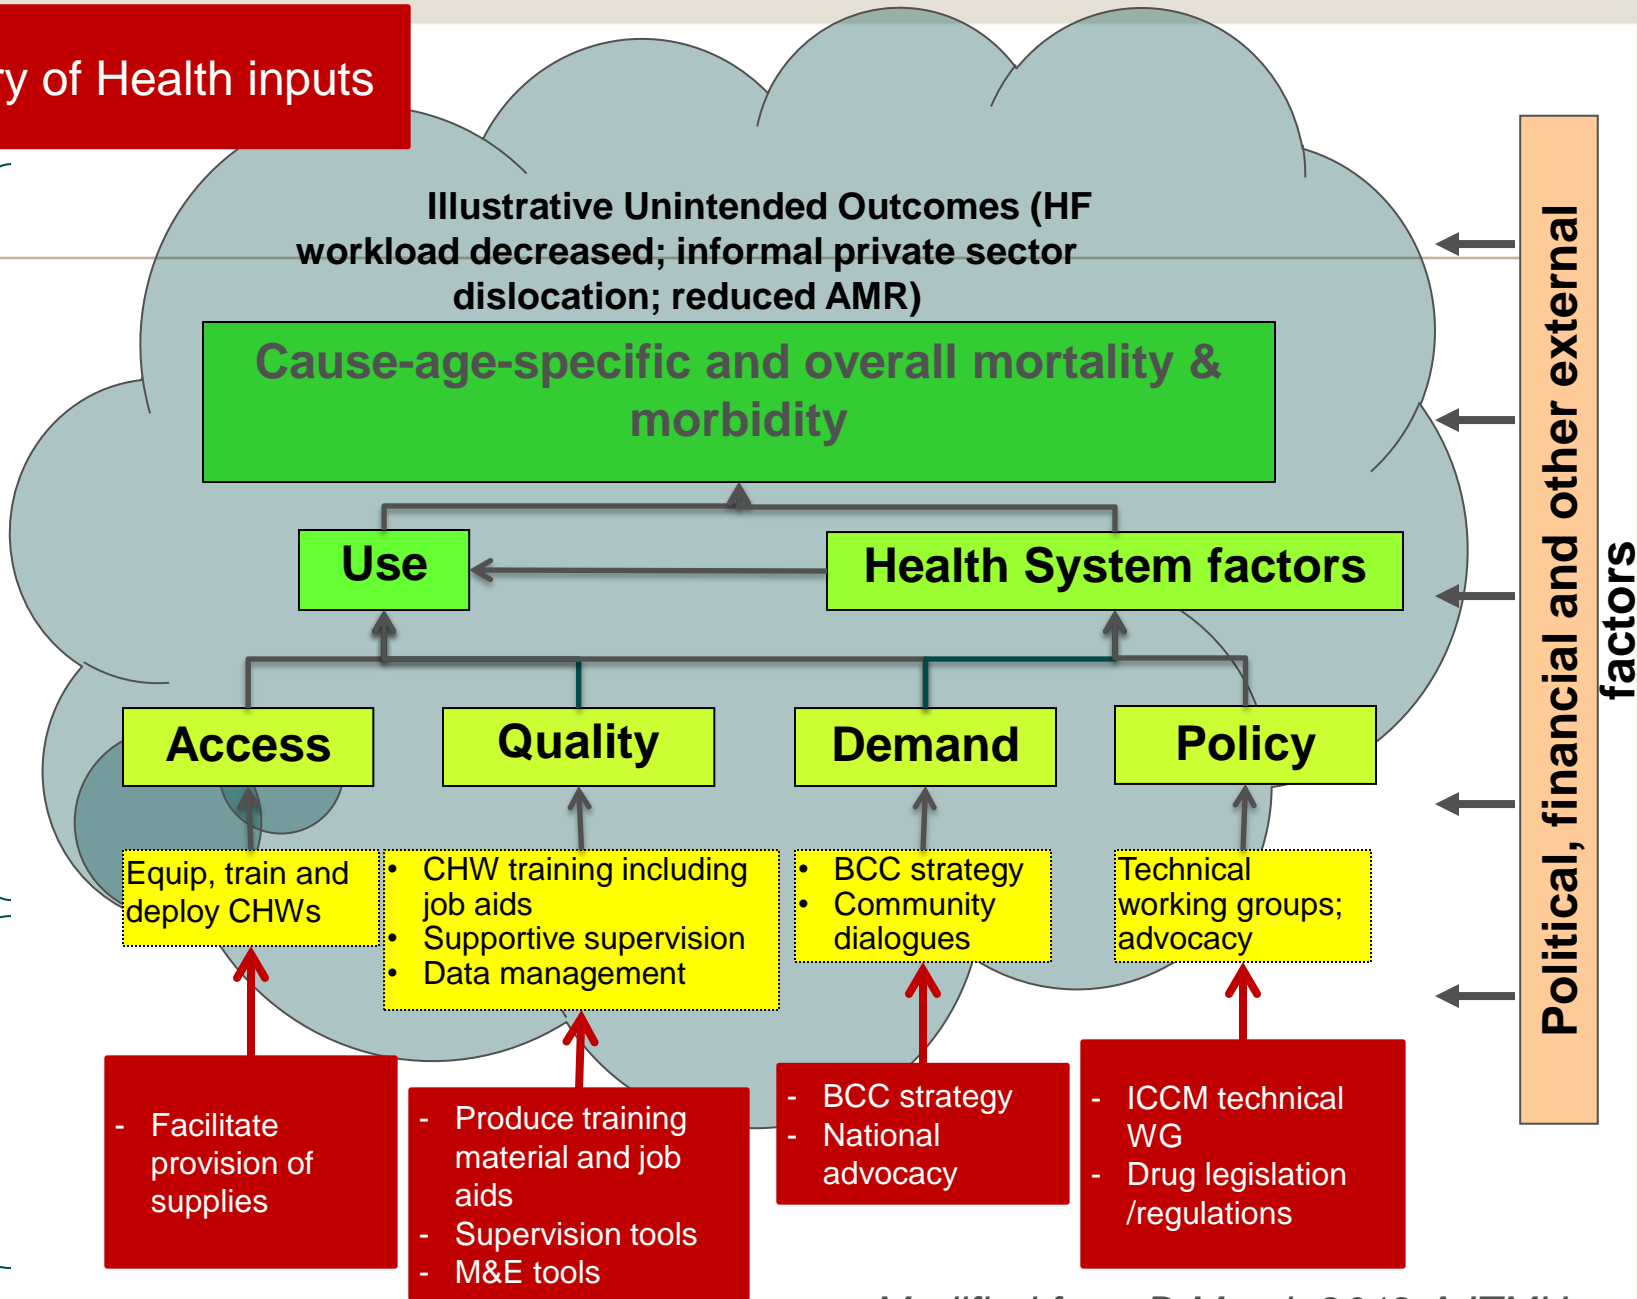 of Health inputs
Illustrative Unintended Outcomes (HF
workload decreased; informal private sector
dislocation; reduced AMR)
Cause-age-specific and overall mortality &
morbidity
Use
Health System factors
Access
Quality
Demand
Policy
Equip, train and
deploy CHWs
• CHW training including
job aids
• Supportive supervision
• Data management
• BCC strategy
• Community
dialogues
Technical
working groups;
advocacy
- Facilitate
provision of
supplies
- Produce training
material and job
aids
- Supervision tools
- M&E tools
- BCC strategy
- National
advocacy
- ICCM technical
WG
- Drug legislation
/regulations
Political, financial and other external
factors